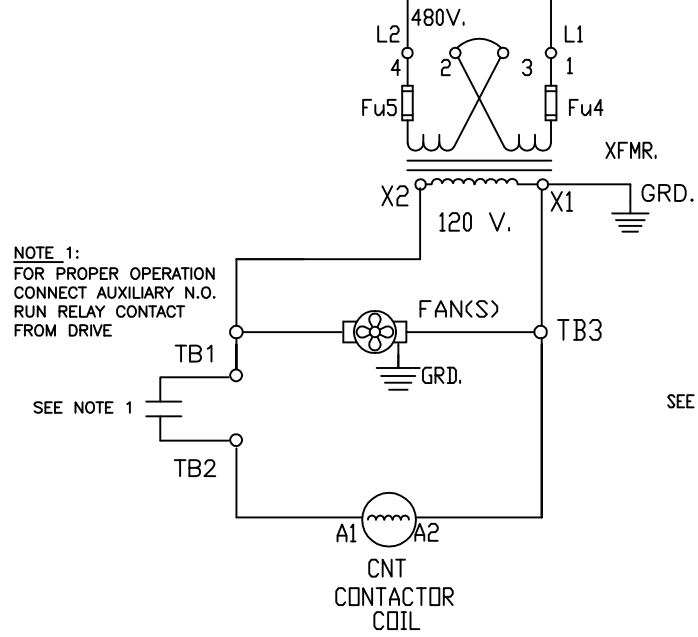 480V.
L2
L1
4
2
3
1
Fu5
Fu4
XFMR.
X2
X1
GRD.
120 V.
NOTE 1:
FOR PROPER OPERATION
CONNECT AUXILIARY N.O.
RUN RELAY CONTACT
FROM DRIVE
FAN(S)
TB1
TB3
GRD.
SEE NOTE 1
SEE
TB2
A1
A2
CNT
CONTACTOR
COIL